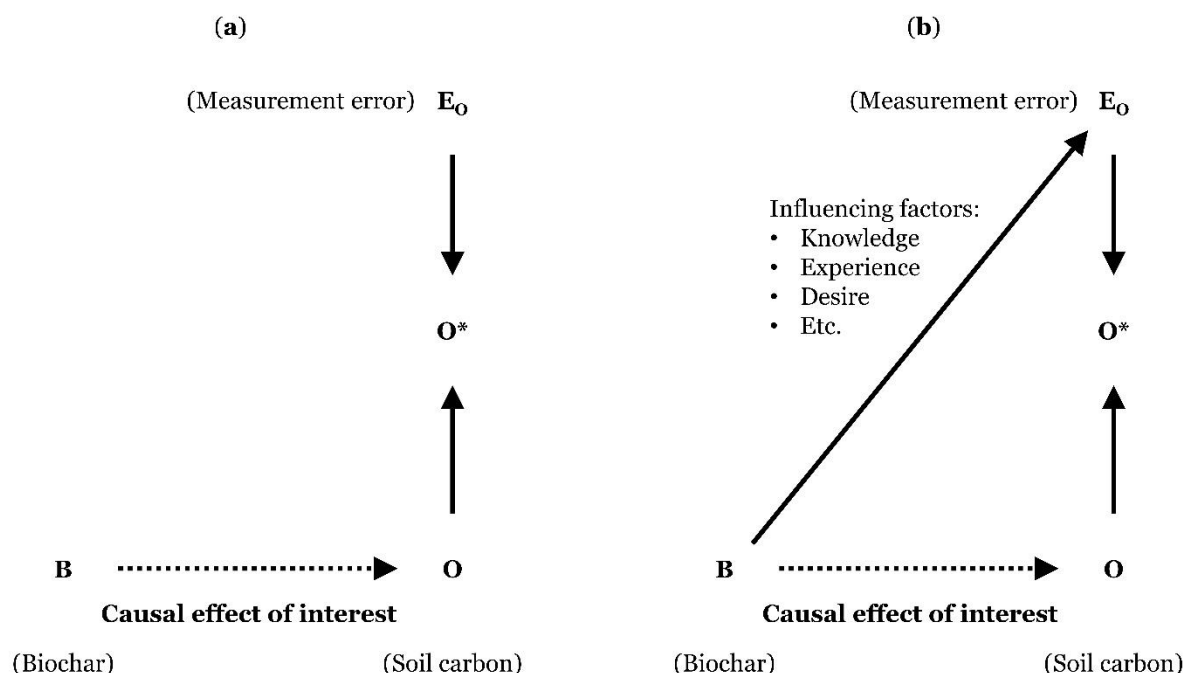 (a)
(Measurement error) E_O
O*
B
O
Causal effect of interest
(Biochar)
(Soil carbon)
(b)
(Measurement error) E_O
Influencing factors:
• Knowledge
• Experience
• Desire
• Etc.
O*
B
O
Causal effect of interest
(Biochar)
(Soil carbon)